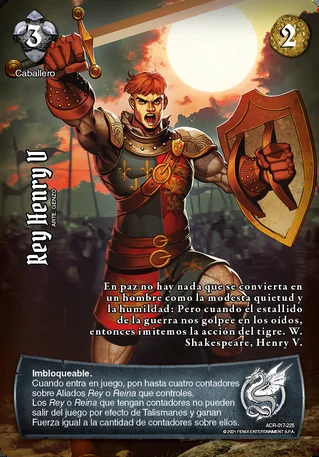 3
2
Caballero
Rey Henry V
ARTE: GENZO
En paz no hay nada que se convierta en
un hombre como la modesta quietud y
la humildad: Pero cuando el estallido
de la guerra nos golpee en los oídos,
entonces imitemos la acción del tigre. W.
Shakespeare, Henry V.
Imbloqueable.
Cuando entra en juego, pon hasta cuatro contadores
sobre Aliados Rey o Reina que controles.
Los Rey o Reina que tengan contadores no pueden
salir del juego por efecto de Talismanes y ganan
Fuerza igual a la cantidad de contadores sobre ellos.
ACR-017-225
© 2021 FENIX ENTERTAINMENT S.P.A.